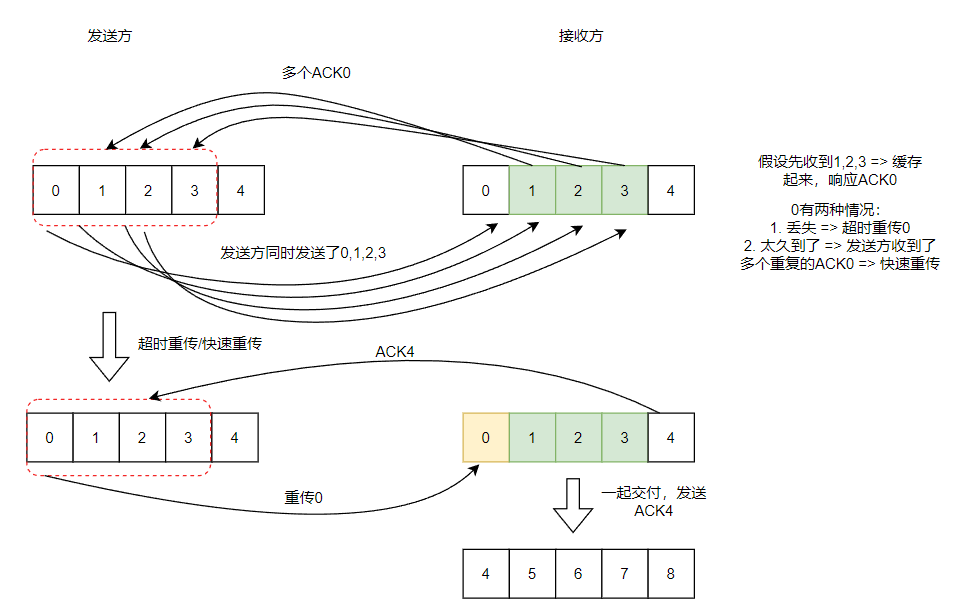 发送方
接收方
多个ACK0
0 1 2 3 4
0 1 2 3 4
假设先收到1,2,3 => 缓存
起来，响应ACK0
0有两种情况：
1. 丢失 => 超时重传0
2. 太久到了 => 发送方收到了
多个重复的ACK0 => 快速重传
发送方同时发送了0,1,2,3
超时重传/快速重传
ACK4
0 1 2 3 4
0 1 2 3 4
重传0
一起交付，发送
ACK4
4 5 6 7 8